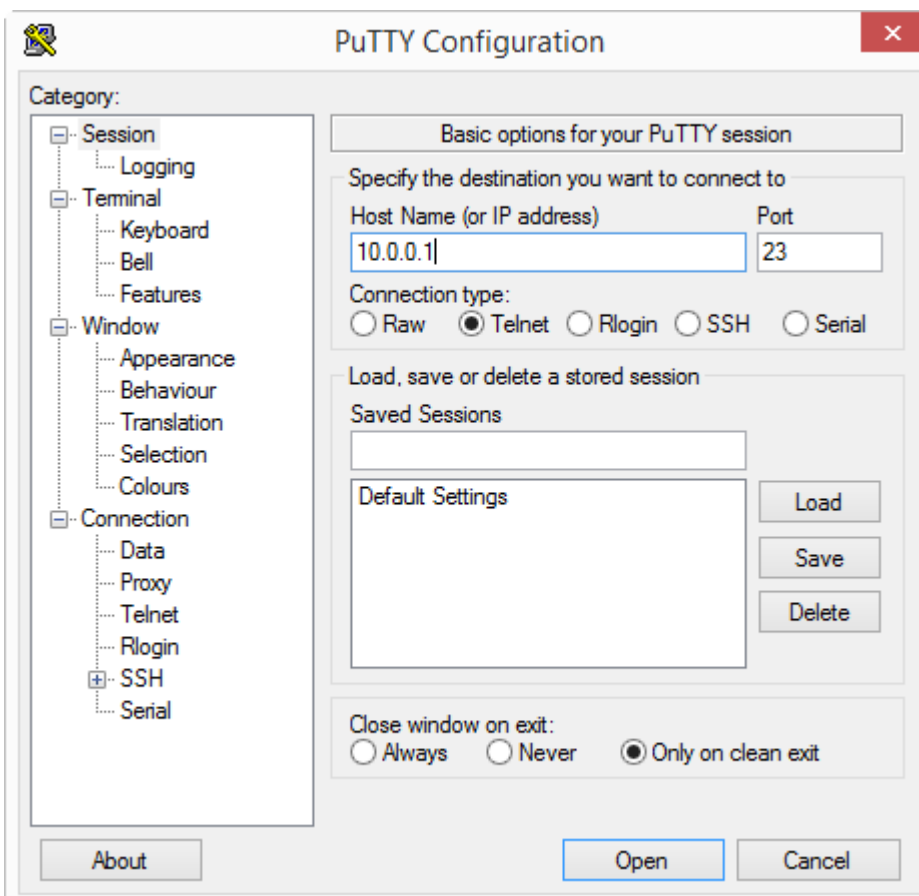 PuTTY Configuration
Category:
Session
Logging
Terminal
Keyboard
Bell
Features
Window
Appearance
Behaviour
Translation
Selection
Colours
Connection
Data
Proxy
Telnet
Rlogin
SSH
Serial
Basic options for your PuTTY session
Specify the destination you want to connect to
Host Name (or IP address) Port
10.0.0.1 23
Connection type:
Raw Telnet Rlogin SSH Serial
Load, save or delete a stored session
Saved Sessions
Default Settings
Load
Save
Delete
Close window on exit:
Always Never Only on clean exit
About Open Cancel